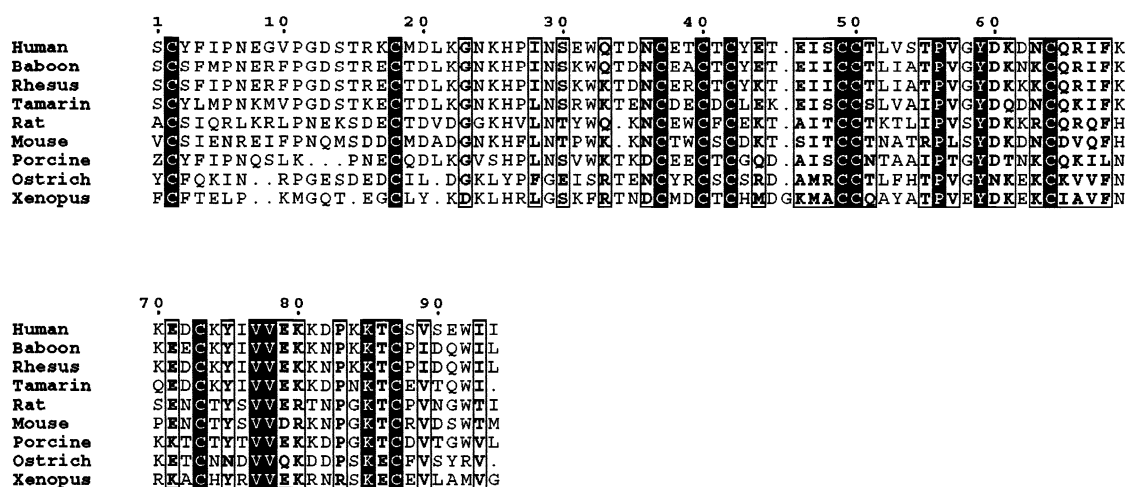 1 10 20 30 40 50 60
Human SCYFIPNEGVPGDSTRKCMDLKGNKHPINSEWQTDNCETCTCYET.EISCCTLVSTPVGYDKDNCQRIFK
Baboon SCSFMPNERFPGDSTRECTDLKGNKHPINSKWQTDNCEACTCYET.EIICCTLIATPVGYDKNKCQRIFK
Rhesus SCSFIPNERFPGDSTRECTDLKGNKHPINSKWKTDNCERCTCYKT.EIICCTLIATPVGYDKKKCQRIFK
Tamarin SCYLMPNKMVPGDSTKECTDLKGNKHLLNSRWKTENCDECDCLEK.EISCCSLVAIPVGYDQDNCQKIFK
Rat ACSIQRLKRLPNEKSDECTDVDGGKHVLNTYWQ.KNCEWCFCEKT.AITCCTKTLIPVSYDKKRCQRQFH
Mouse VCSIENREIFPNQMSDDCMDADGNKHFLNTPWK.KNCTWCSCDKT.SITCCTNATRPLSYDKDNCDVQFH
Porcine ZCYFIPNQSLK...PNECQDLKGVSHPLNSVWKTKDCEECTCGQD.AISCCNTAAIPTGYDTNKCQKILN
Ostrich YCFQKIN..RPGESDEDCIL.DGKLYPFGEISRTENCYRCSCSRD.AMRCCTLFHTPVGYNKEKCKVVFN
Xenopus FCFTELP.KMGQT.EGCLY.KDKLHRLGSKFRTNDCMDCTCHMDGKMACCQAYATPVEYDKEKCIAVFN
70 80 90
Human KEDCKYIVVEKKDPKKTCSVSEWII
Baboon KEECKYIVVEKKNPKKTCPIDQWIL
Rhesus KEDCKYIVVEKKNPKKTCPIDQWIL
Tamarin QEDCKYIVVEKKDPNKTCEVTQWI.
Rat SENCTYSVVERTNPGKTCPVNGWTI
Mouse PENCTYSVVDRKNPGKTCRVDSWTM
Porcine KKTCTYTVVEKKDPGKTCDVTGWVL
Ostrich KETCNNDVVQKDDPSKECFVSYRV.
Xenopus RKACHYRVVEKRNRSKECEVLAMVG